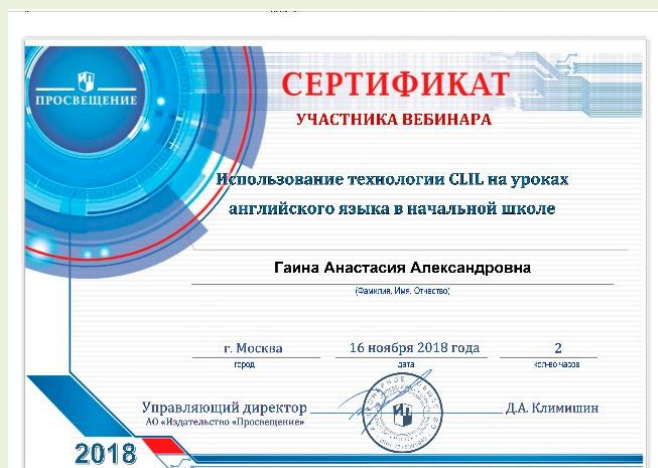 ПРОСВЕЩЕНИЕ
СЕРТИФИКАТ
УЧАСТНИКА ВЕБИНАРА
Использование технологии CLIL на уроках
английского языка в начальной школе
Гаина Анастасия Александровна
(Фамилия, Имя, Отчество)
г. Москва 16 ноября 2018 года 2
город дата кол-во часов
Управляющий директор Д.А. Климишин
АО «Издательство «Просвещение»
2018